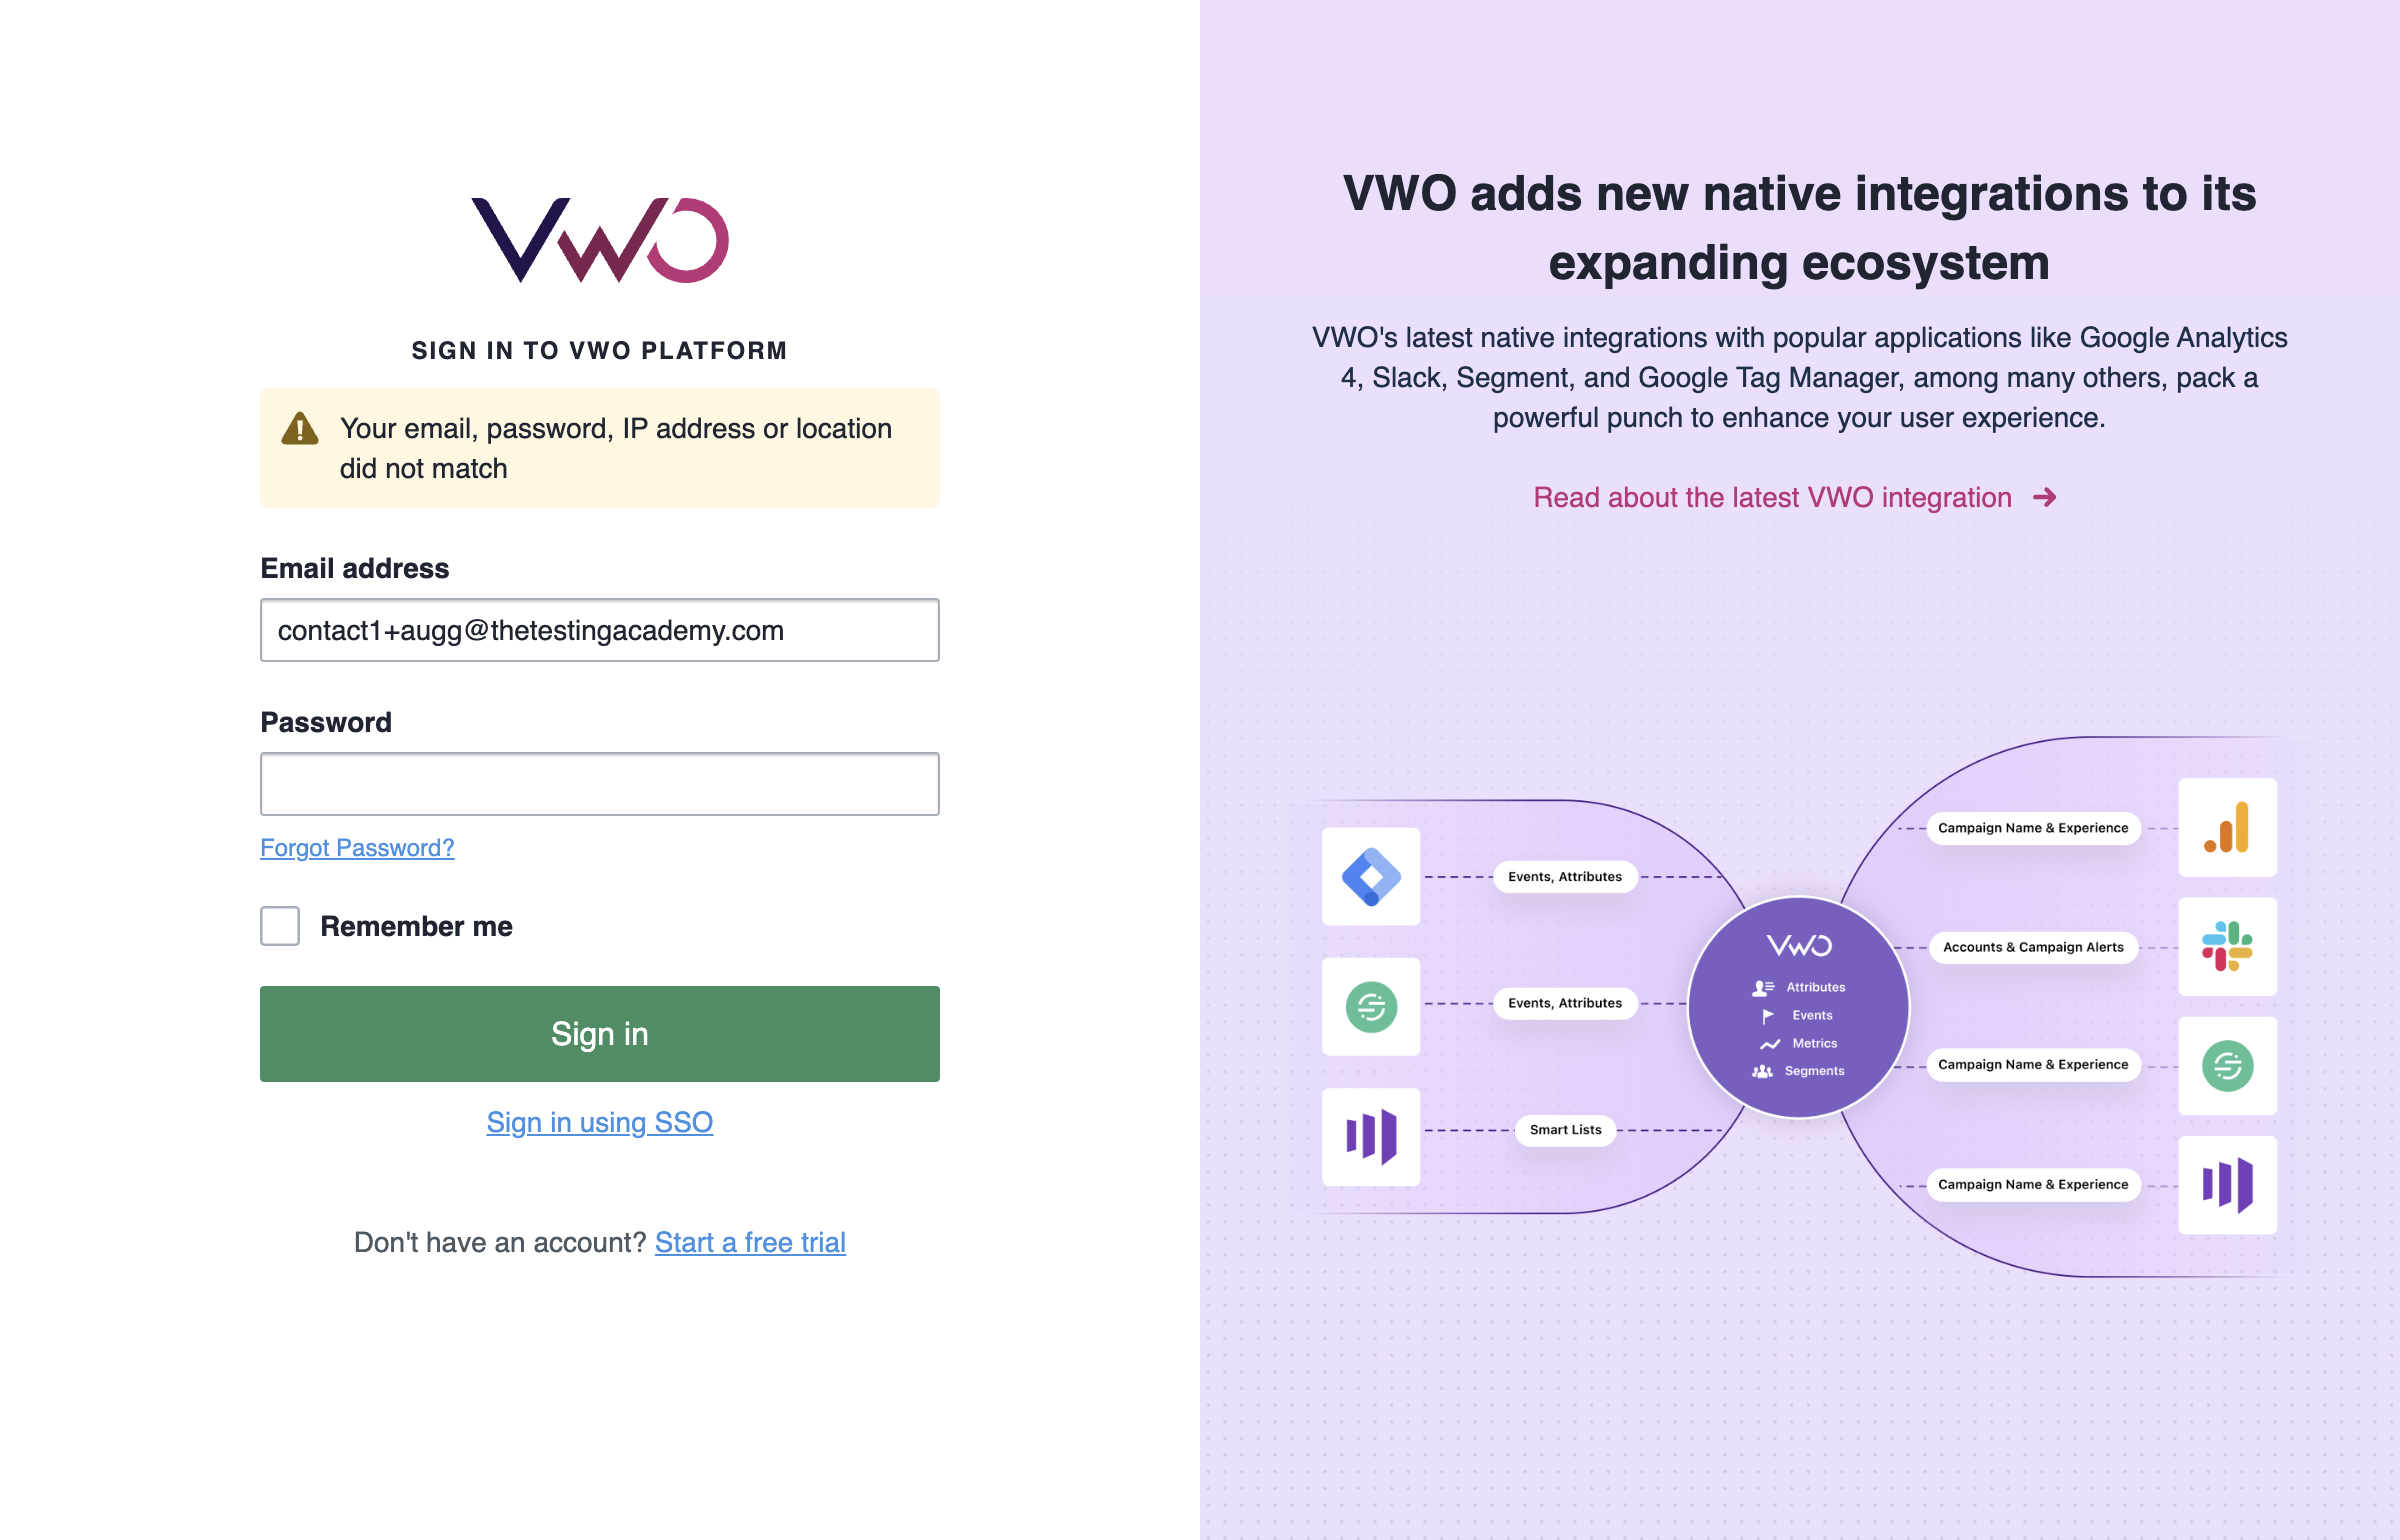 VWO
SIGN IN TO VWO PLATFORM
Your email, password, IP address or location
did not match
Email address
contact1+augg@thetestingacademy.com
Password
Forgot Password?
Remember me
Sign in
Sign in using SSO
Don't have an account? Start a free trial
VWO adds new native integrations to its
expanding ecosystem
VWO's latest native integrations with popular applications like Google Analytics
4, Slack, Segment, and Google Tag Manager, among many others, pack a
powerful punch to enhance your user experience.
Read about the latest VWO integration
Events, Attributes
Events, Attributes
Smart Lists
VWO
Attributes
Events
Metrics
Segments
Campaign Name & Experience
Accounts & Campaign Alerts
Campaign Name & Experience
Campaign Name & Experience